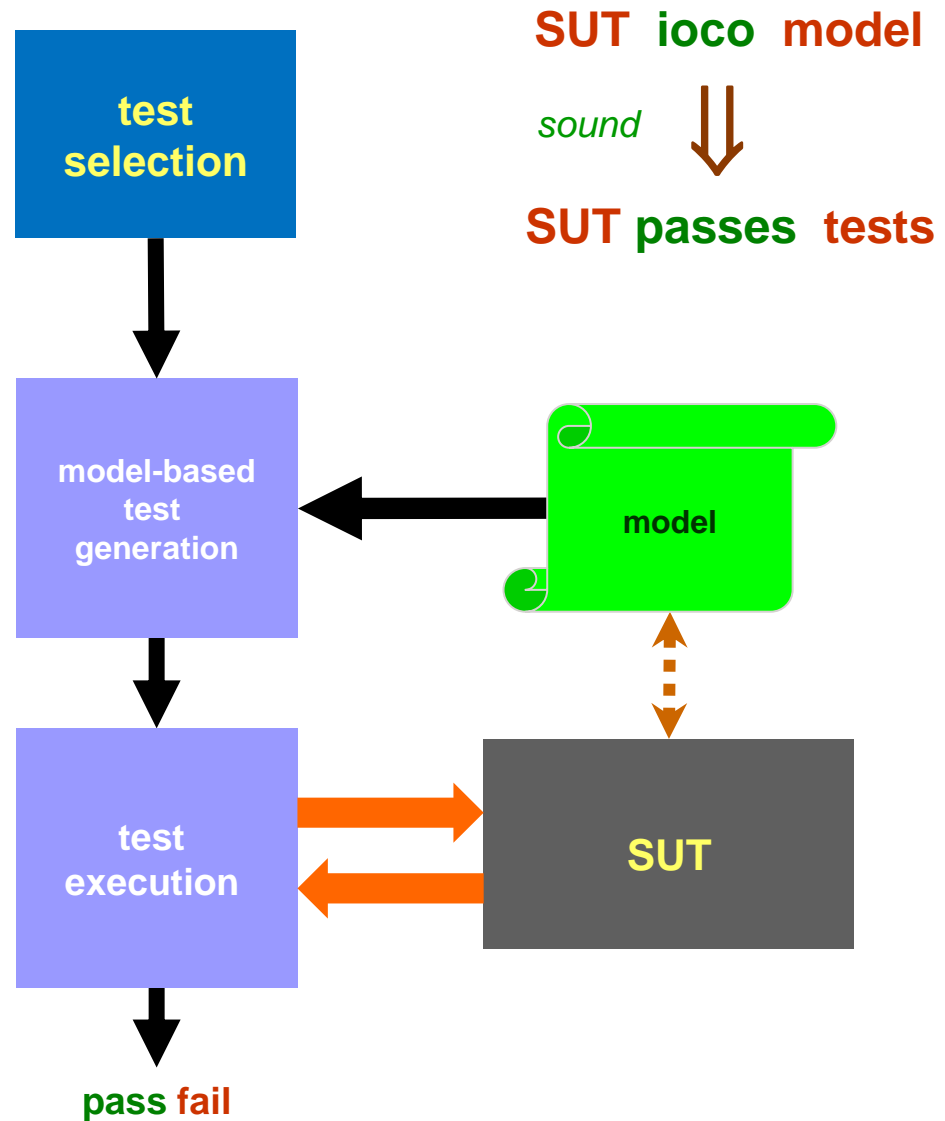 SUT ioco model
test
selection
sound
SUT passes tests
model-based
test
generation
model
test
execution
SUT
pass fail